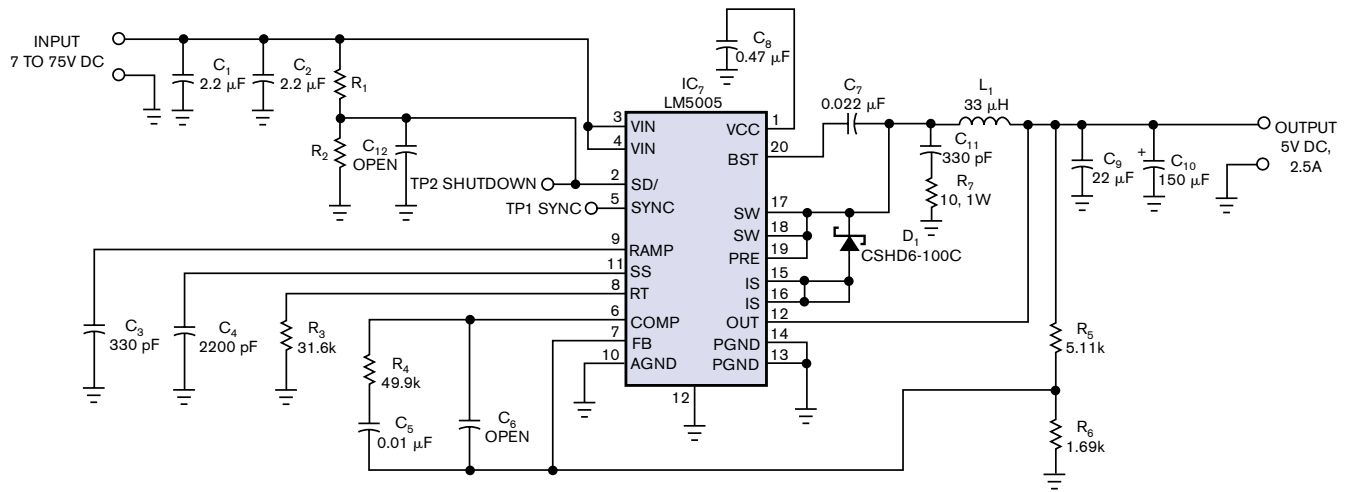 INPUT
7 TO 75V DC
C1
2.2 µF
C2
2.2 µF
R1
R2
C12
OPEN
TP2 SHUTDOWN
TP1 SYNC
IC7
LM5005
3
VIN
4
VIN
2
SD/
5
SYNC
9
RAMP
11
SS
8
RT
6
COMP
7
FB
10
AGND
12
VCC
1
BST
20
SW
17
SW
18
PRE
19
IS
15
IS
16
OUT
12
PGND
14
PGND
13
C8
0.47 µF
C7
0.022 µF
L1
33 µH
C11
330 pF
R7
10, 1W
D1
CSHD6-100C
C9
22 µF
+
C10
150 µF
OUTPUT
5V DC,
2.5A
C3
330 pF
C4
2200 pF
R3
31.6k
R4
49.9k
C5
0.01 µF
C6
OPEN
R5
5.11k
R6
1.69k